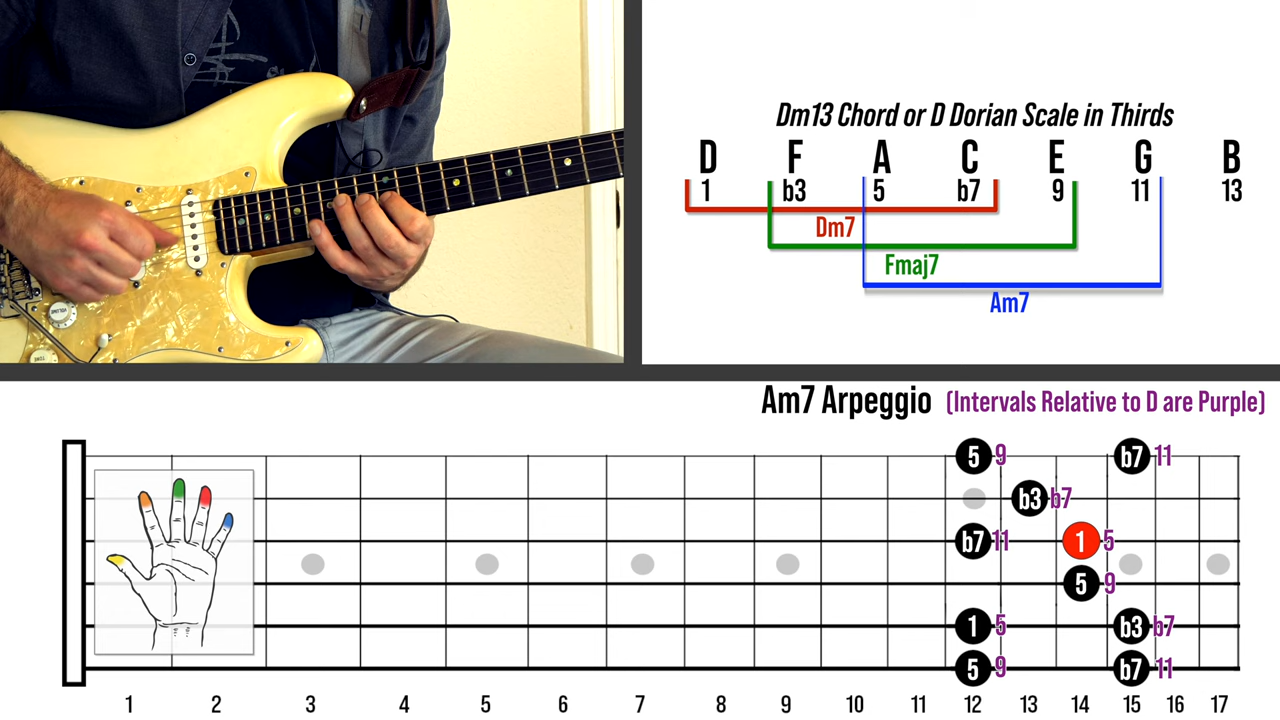 Dm13 Chord or D Dorian Scale in Thirds
D F A C E G B
1 b3 5 b7 9 11 13
Dm7
Fmaj7
Am7
VOLUME
TONE
Am7 Arpeggio (Intervals Relative to D are Purple)
5 9 b7 11
b3 b7
b7 11 1 5
5 9
1 5 b3 b7
5 9 b7 11
1 2 3 4 5 6 7 8 9 10 11 12 13 14 15 16 17